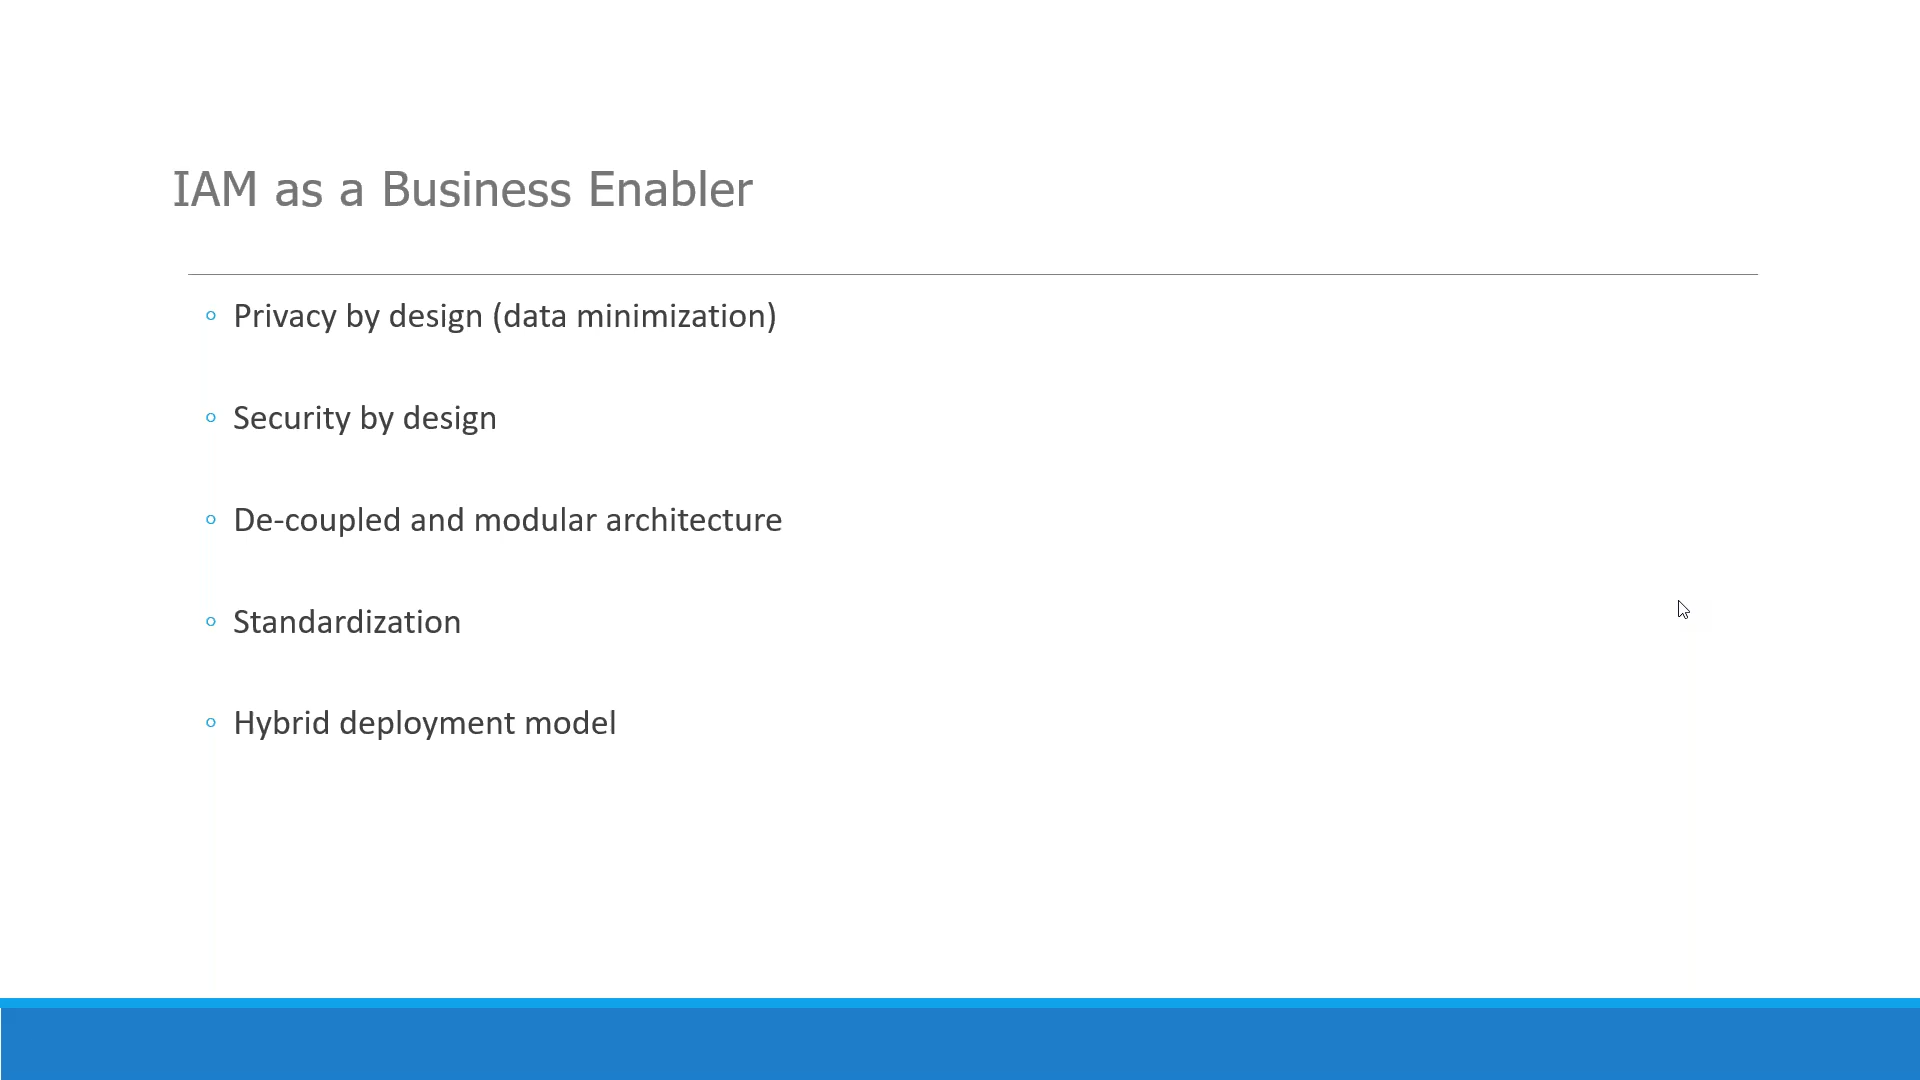 IAM as a Business Enabler
Privacy by design (data minimization)
Security by design
De-coupled and modular architecture
Standardization
Hybrid deployment model